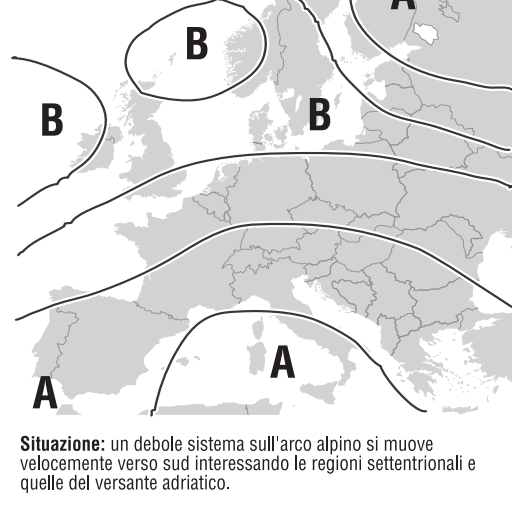 A
B
B
B
A
A
Situazione: un debole sistema sull'arco alpino si muove
velocemente verso sud interessando le regioni settentrionali e
quelle del versante adriatico.